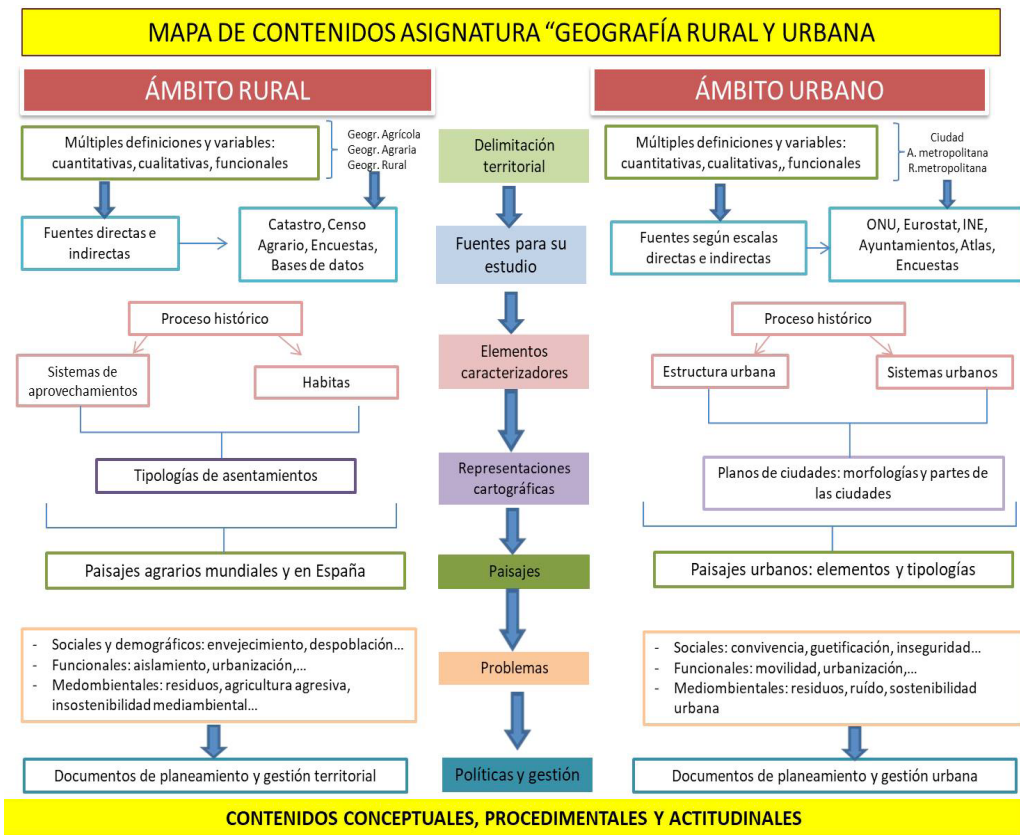 MAPA DE CONTENIDOS ASIGNATURA “GEOGRAFÍA RURAL Y URBANA
ÁMBITO RURAL
Múltiples definiciones y variables:
cuantitativas, cualitativas, funcionales
Geogr. Agrícola
Geogr. Agraria
Geogr. Rural
Fuentes directas e
indirectas
Catastro, Censo
Agrario, Encuestas,
Bases de datos
Proceso histórico
Sistemas de
aprovechamientos
Habitas
Tipologías de asentamientos
Paisajes agrarios mundiales y en España
- Sociales y demográficos: envejecimiento, despoblación...
- Funcionales: aislamiento, urbanización,...
- Medombientales: residuos, agricultura agresiva,
insostenibilidad mediambental...
Documentos de planeamiento y gestión territorial
Delimitación
territorial
Fuentes para su
estudio
Elementos
caracterizadores
Representaciones
cartográficas
Paisajes
Problemas
Políticas y gestión
ÁMBITO URBANO
Múltiples definiciones y variables:
cuantitativas, cualitativas,, funcionales
Ciudad
A. metropolitana
R.metropolitana
Fuentes según escalas
directas e indirectas
ONU, Eurostat, INE,
Ayuntamientos, Atlas,
Encuestas
Proceso histórico
Estructura urbana
Sistemas urbanos
Planos de ciudades: morfologías y partes de
las ciudades
Paisajes urbanos: elementos y tipologías
- Sociales: convivencia, guetificación, inseguridad...
- Funcionales: movilidad, urbanización,...
- Mediombientales: residuos, ruído, sostenibilidad
urbana
Documentos de planeamiento y gestión urbana
CONTENIDOS CONCEPTUALES, PROCEDIMENTALES Y ACTITUDINALES